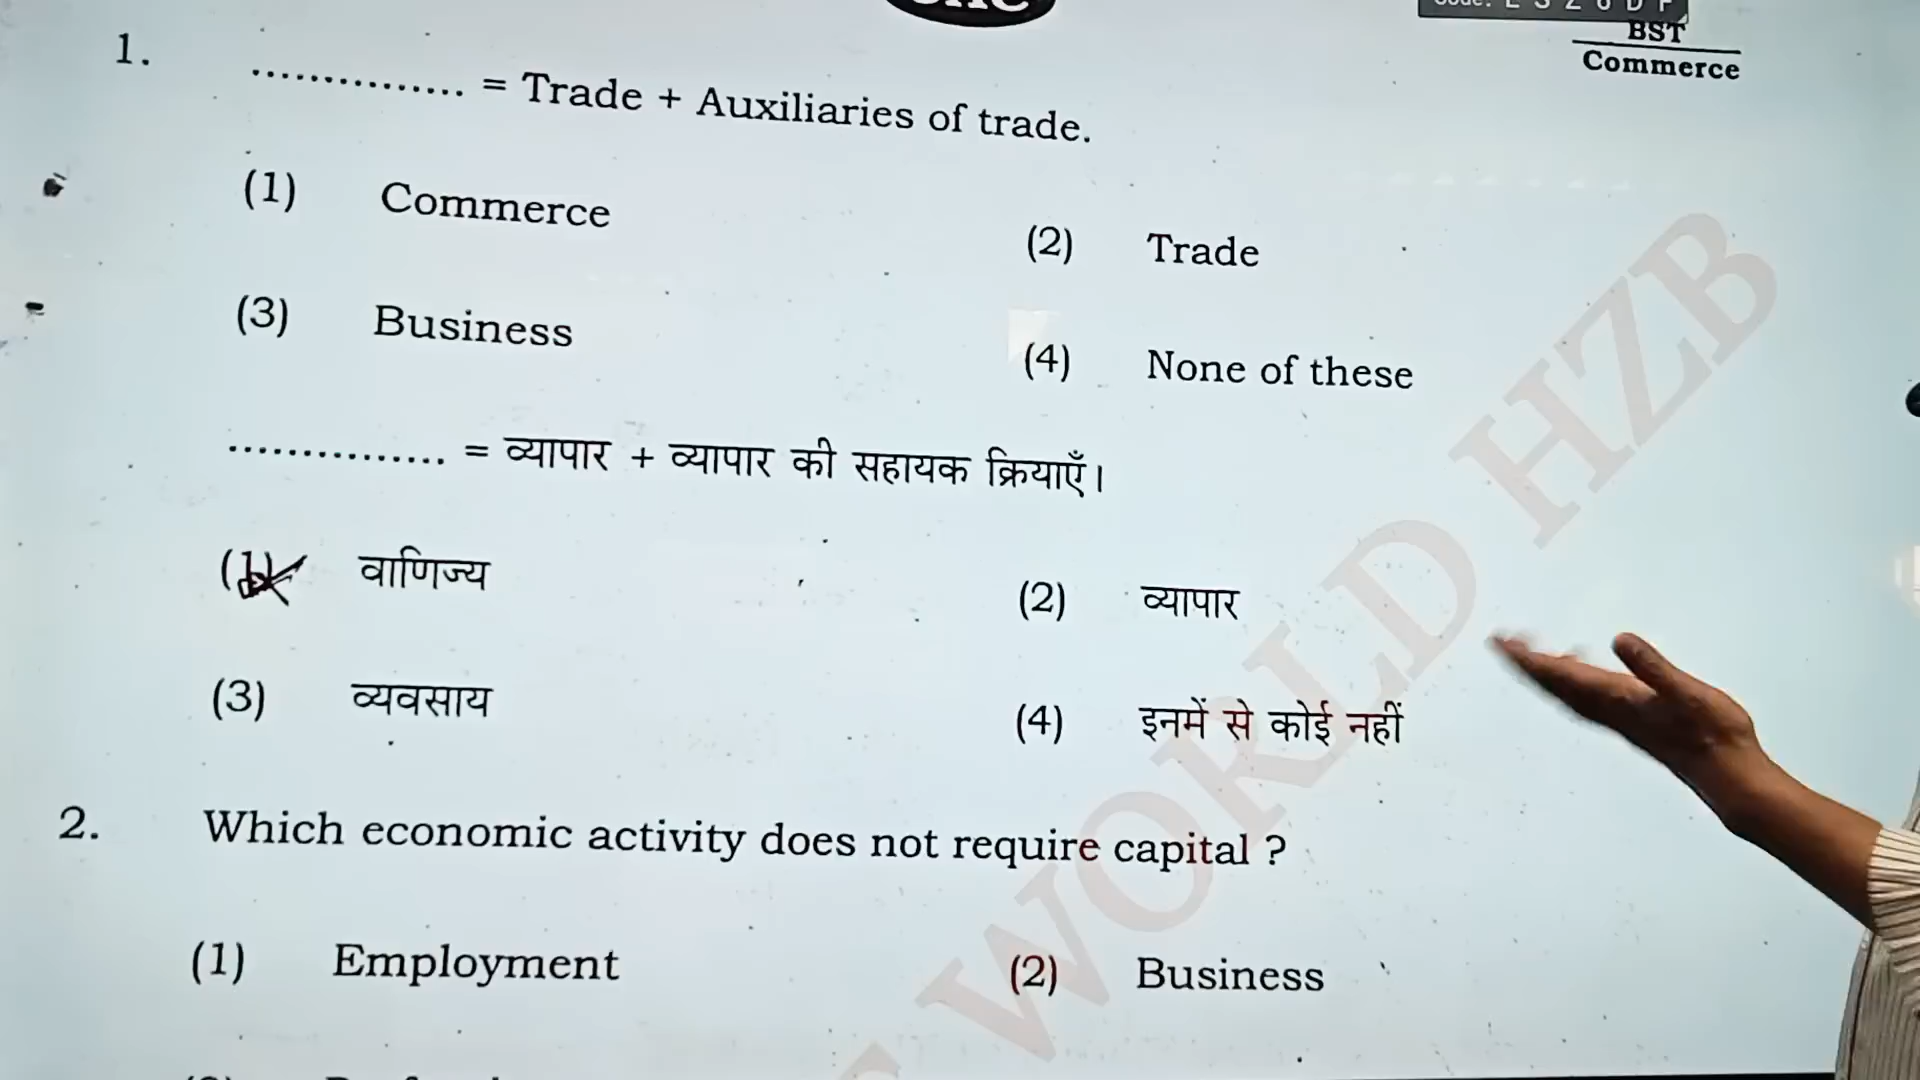 BST
Commerce
1. ............... = Trade + Auxiliaries of trade.
(1) Commerce
(2) Trade
(3) Business
(4) None of these
............... = व्यापार + व्यापार की सहायक क्रियाएँ।
(1) वाणिज्य
(2) व्यापार
(3) व्यवसाय
(4) इनमें से कोई नहीं
2. Which economic activity does not require capital ?
(1) Employment
(2) Business
WORLD HZB